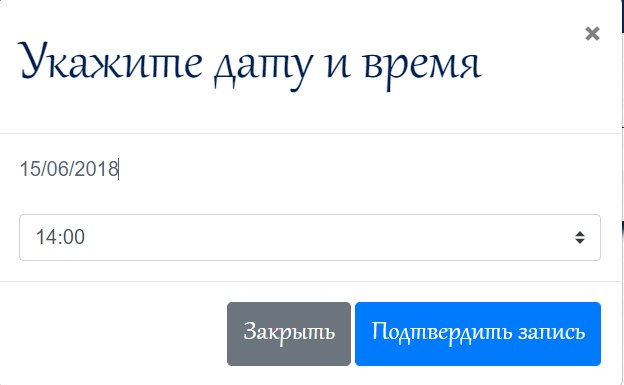 ×
Укажите дату и время
15/06/2018
14:00
Закрыть Подтвердить запись